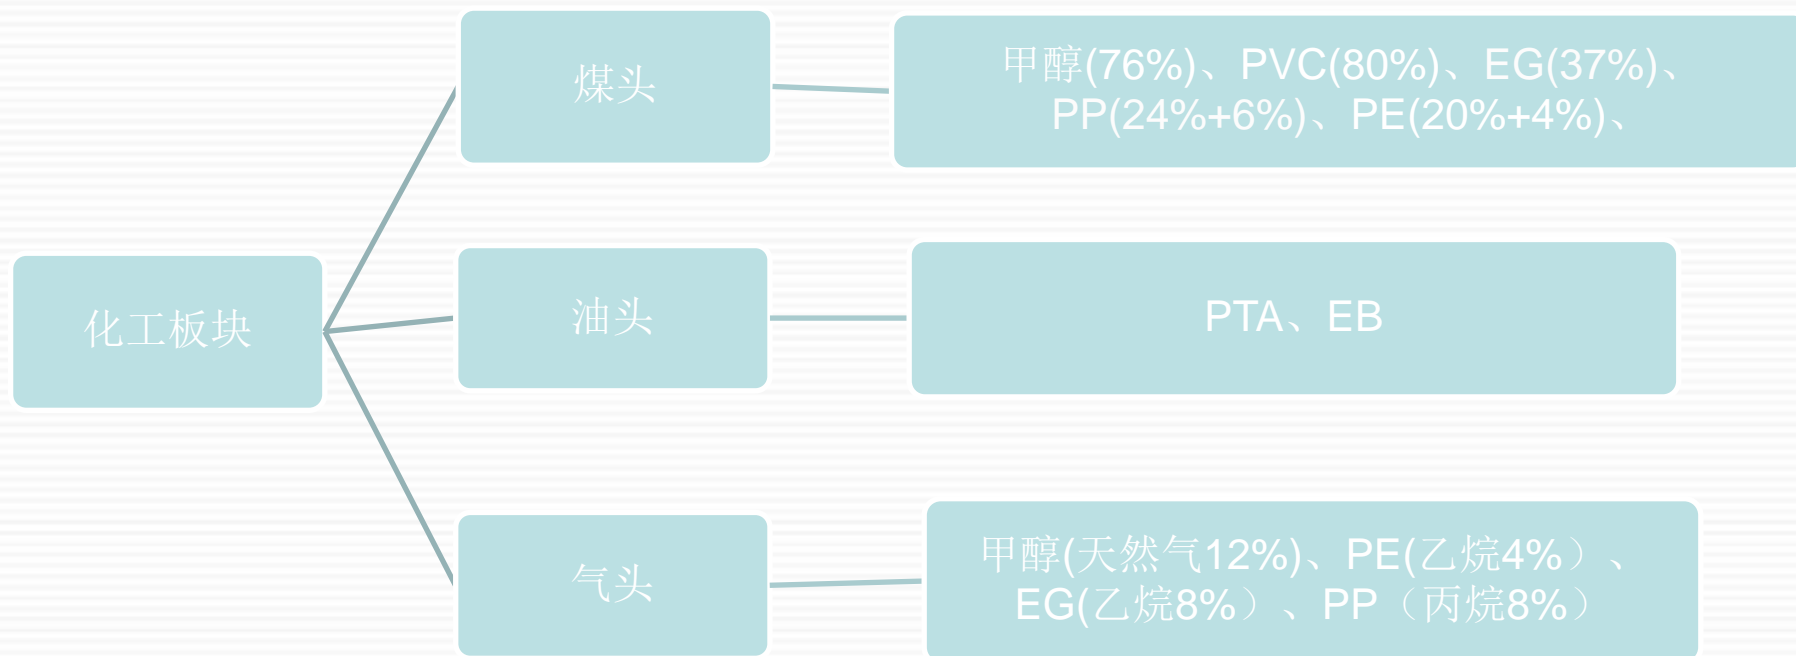 化工板块
煤头
甲醇(76%)、PVC(80%)、EG(37%)、
PP(24%+6%)、PE(20%+4%)、
油头
PTA、EB
气头
甲醇(天然气12%)、PE(乙烷4%）、
EG(乙烷8%）、PP（丙烷8%）